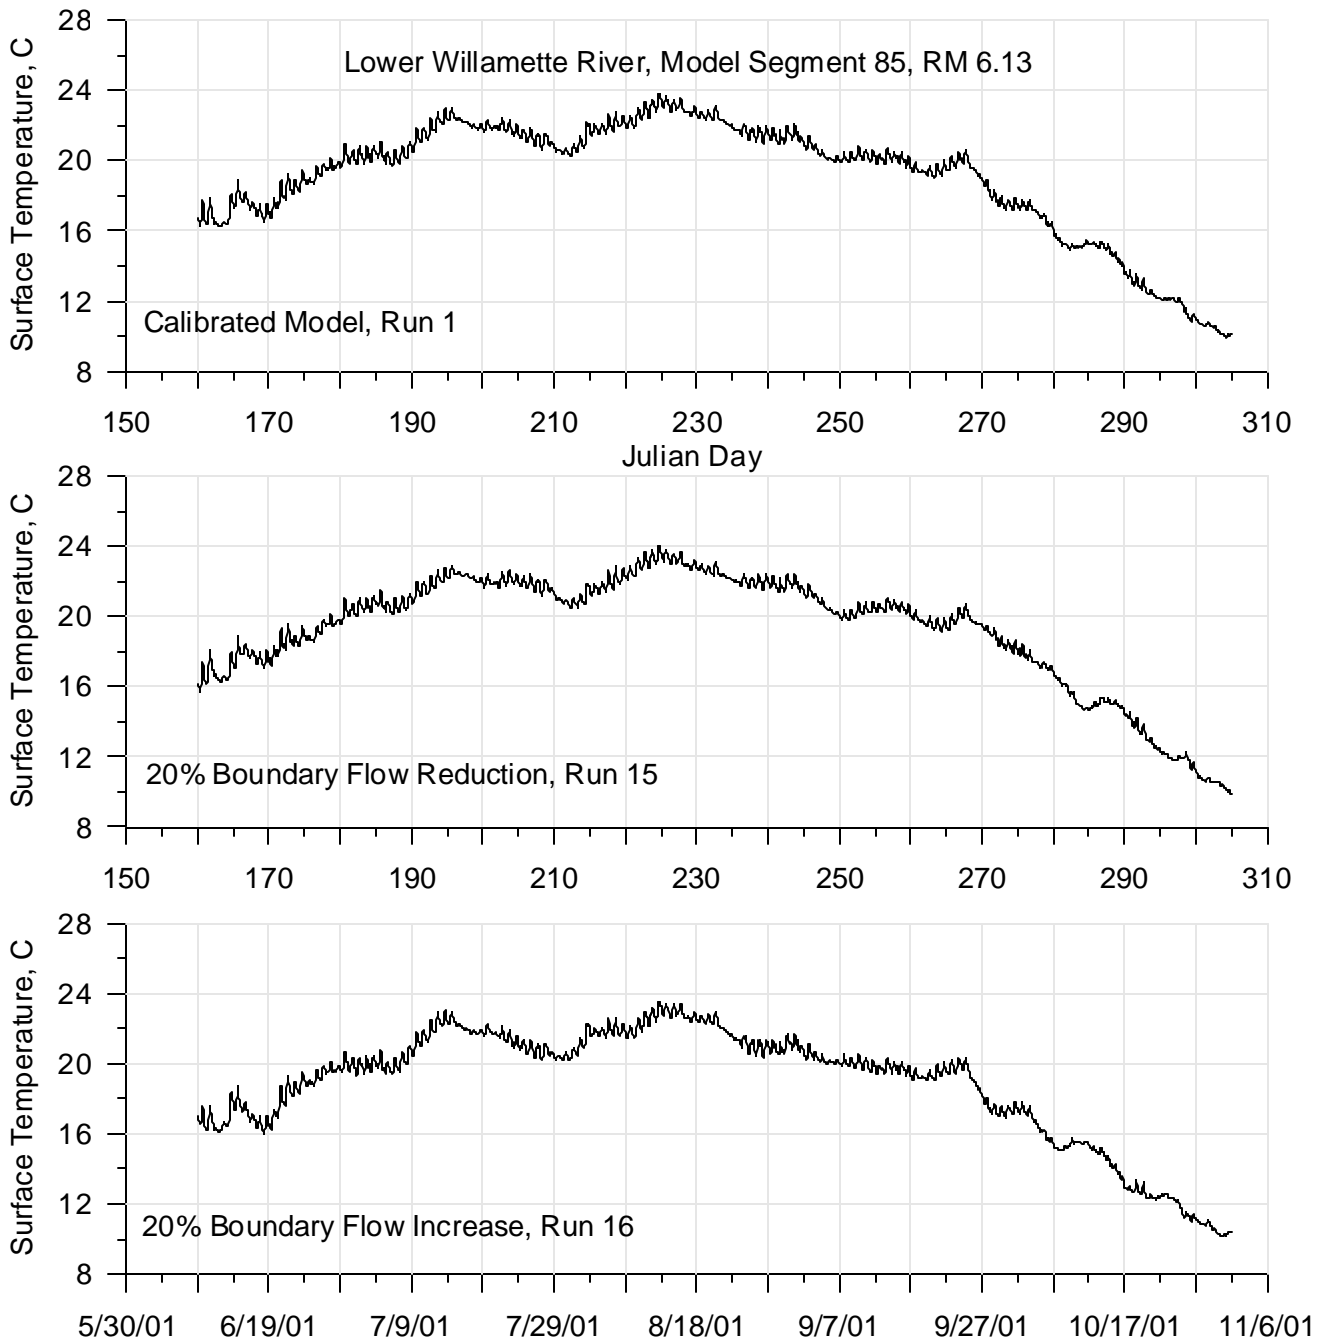 28
24
20
16
12
8
Surface Temperature, C
Lower Willamette River, Model Segment 85, RM 6.13
Calibrated Model, Run 1
150 170 190 210 230 250 270 290 310
Julian Day
28
24
20
16
12
8
Surface Temperature, C
20% Boundary Flow Reduction, Run 15
150 170 190 210 230 250 270 290 310
28
24
20
16
12
8
Surface Temperature, C
20% Boundary Flow Increase, Run 16
5/30/01 6/19/01 7/9/01 7/29/01 8/18/01 9/7/01 9/27/01 10/17/01 11/6/01